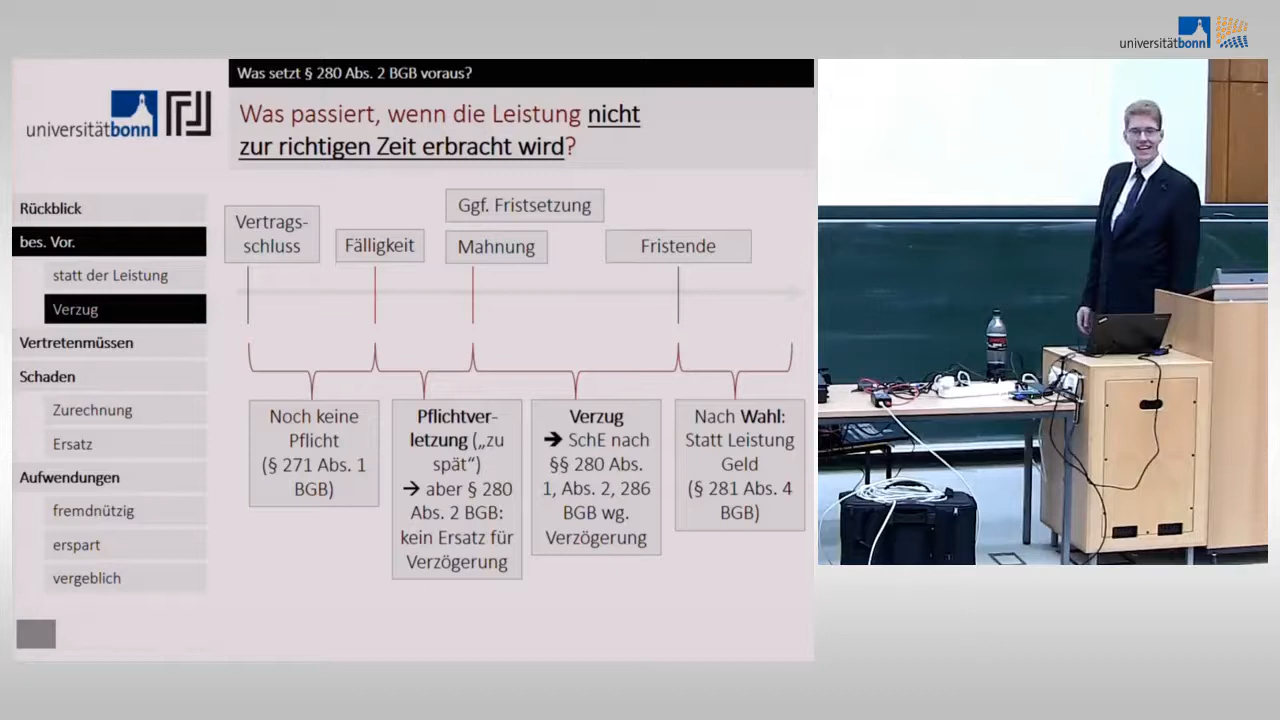 universitätbonn
Was setzt § 280 Abs. 2 BGB voraus?
universitätbonn
Was passiert, wenn die Leistung nicht
zur richtigen Zeit erbracht wird?
Rückblick
bes. Vor.
statt der Leistung
Verzug
Vertretenmüssen
Schaden
Zurechnung
Ersatz
Aufwendungen
fremdnützig
erspart
vergeblich
Vertrags-
schluss
Fälligkeit
Ggf. Fristsetzung
Mahnung
Fristende
Noch keine
Pflicht
(§ 271 Abs. 1
BGB)
Pflichtver-
letzung („zu
spät“)
→ aber § 280
Abs. 2 BGB:
kein Ersatz für
Verzögerung
Verzug
→ SchE nach
§§ 280 Abs.
1, Abs. 2, 286
BGB wg.
Verzögerung
Nach Wahl:
Statt Leistung
Geld
(§ 281 Abs. 4
BGB)